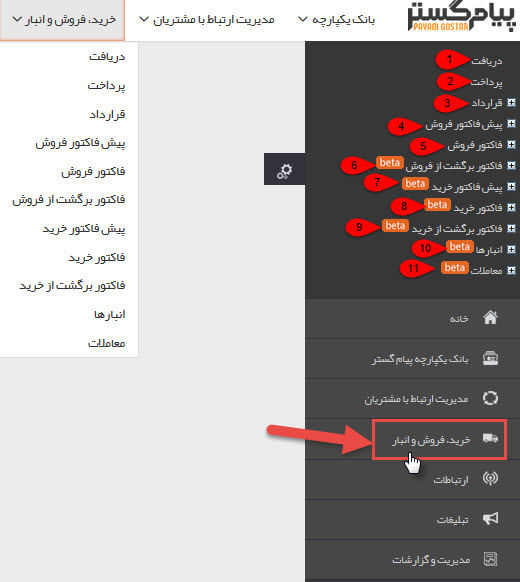 پیام گستر
PAYAM GUSTAR
بانک یکپارچه
مدیریت ارتباط با مشتریان
خرید، فروش و انبار
دریافت
پرداخت
قرارداد
پیش فاکتور فروش
فاکتور فروش
فاکتور برگشت از فروش
پیش فاکتور خرید
فاکتور خرید
فاکتور برگشت از خرید
انبارها
معاملات
دریافت 1
پرداخت 2
قرارداد 3
پیش فاکتور فروش 4
فاکتور فروش 5
فاکتور برگشت از فروش beta 6
پیش فاکتور خرید beta 7
فاکتور خرید beta 8
فاکتور برگشت از خرید beta 9
انبارها beta 10
معاملات beta 11
خانه
بانک یکپارچه پیام گستر
مدیریت ارتباط با مشتریان
خرید، فروش و انبار
ارتباطات
تبلیغات
مدیریت و گزارشات